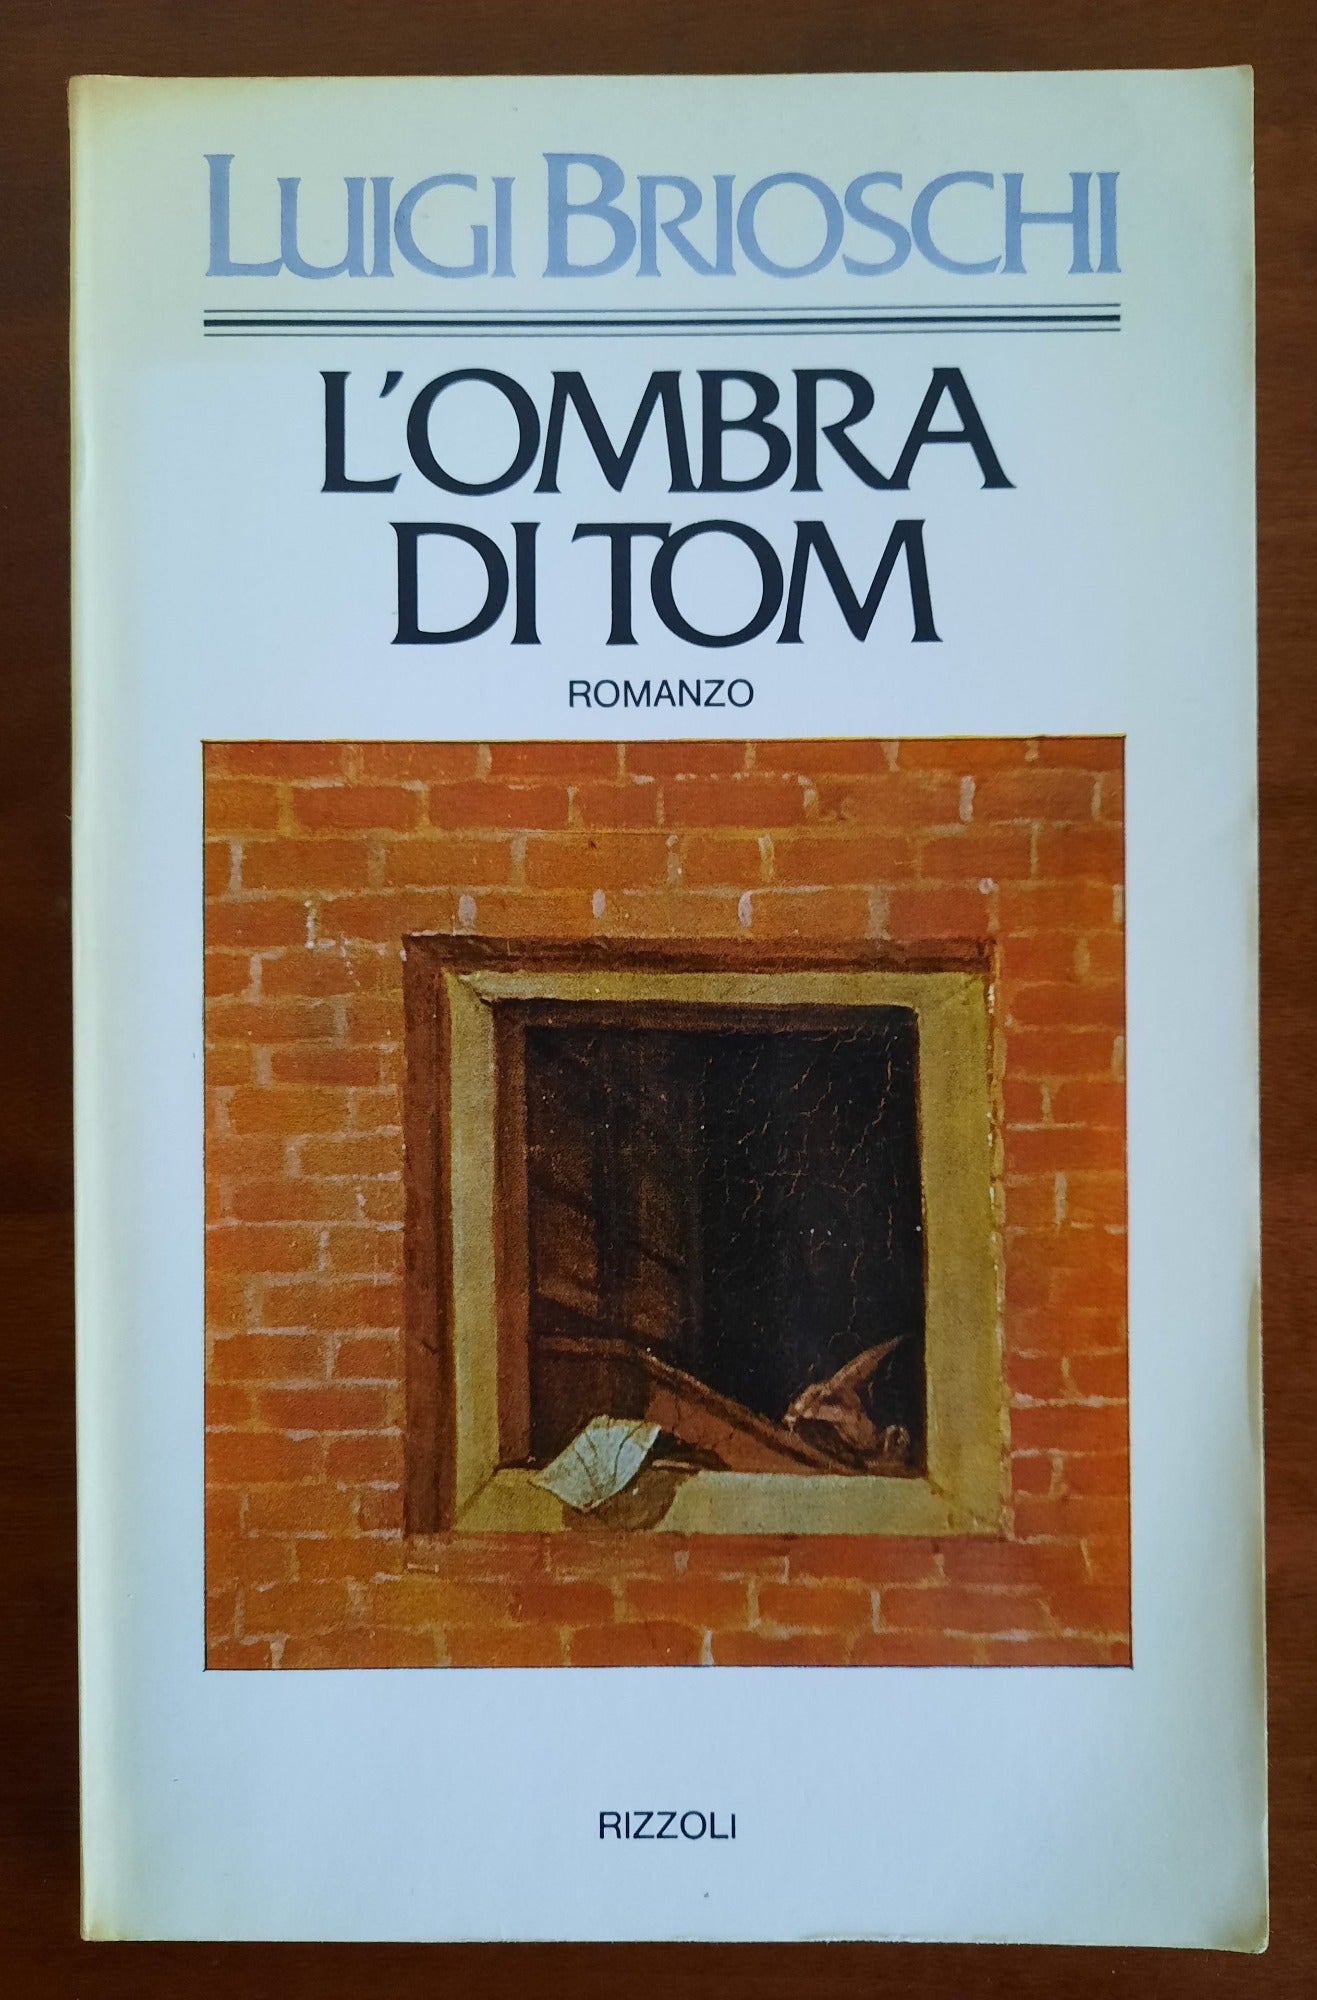 LUIGI BRIOSCHI
L'OMBRA
DI TOM
ROMANZO
RIZZOLI